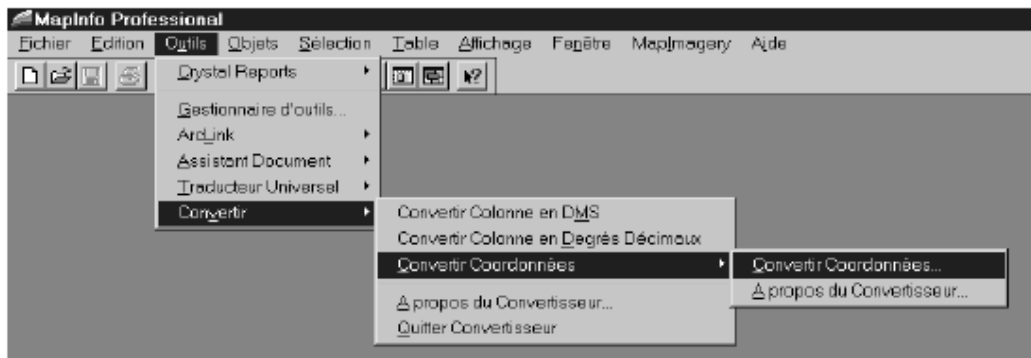 MapInfo Professional
Fichier Edition Outils Objets Sélection Table Affichage Fenêtre MapImagery Aide
Crystal Reports
Gestionnaire d'outils...
ArcLink
Assistant Document
Traducteur Universel
Convertir
Convertir Colonne en DMS
Convertir Colonne en Degrés Décimaux
Convertir Coordonnées
Convertir Coordonnées...
A propos du Convertisseur...
A propos du Convertisseur...
Quitter Convertisseur